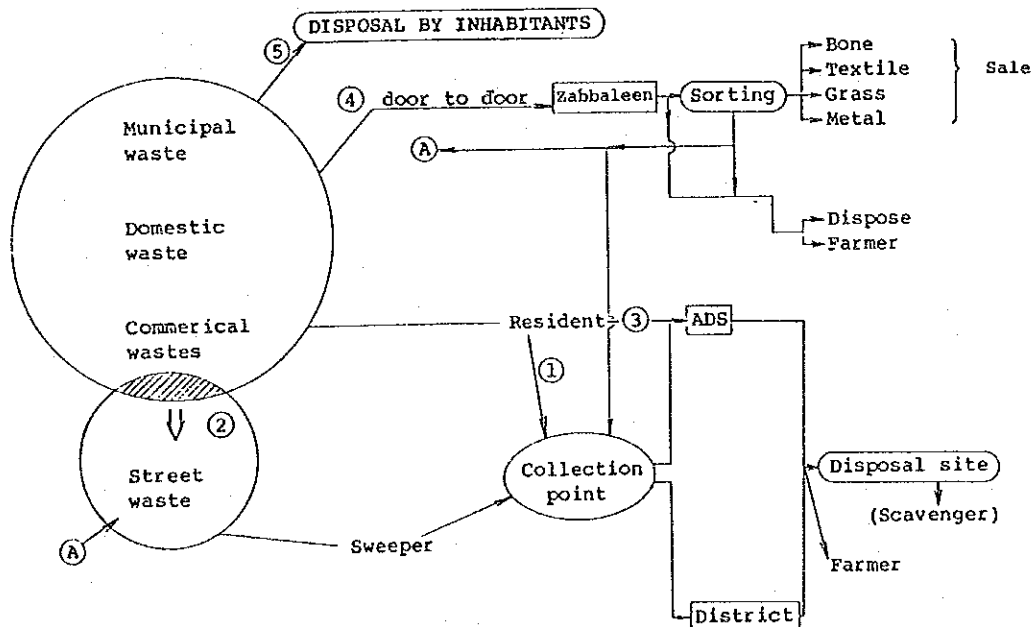 DISPOSAL BY INHABITANTS
⑤
④ door to door
Zabbaleen
Sorting
Bone
Textile
Grass
Metal
Sale
Municipal
waste
Ⓐ
Domestic
waste
Dispose
Farmer
Commerical
wastes
Resident ③
ADS
①
②
Street
waste
Collection
point
Disposal site
(Scavenger)
Ⓐ
Sweeper
Farmer
District